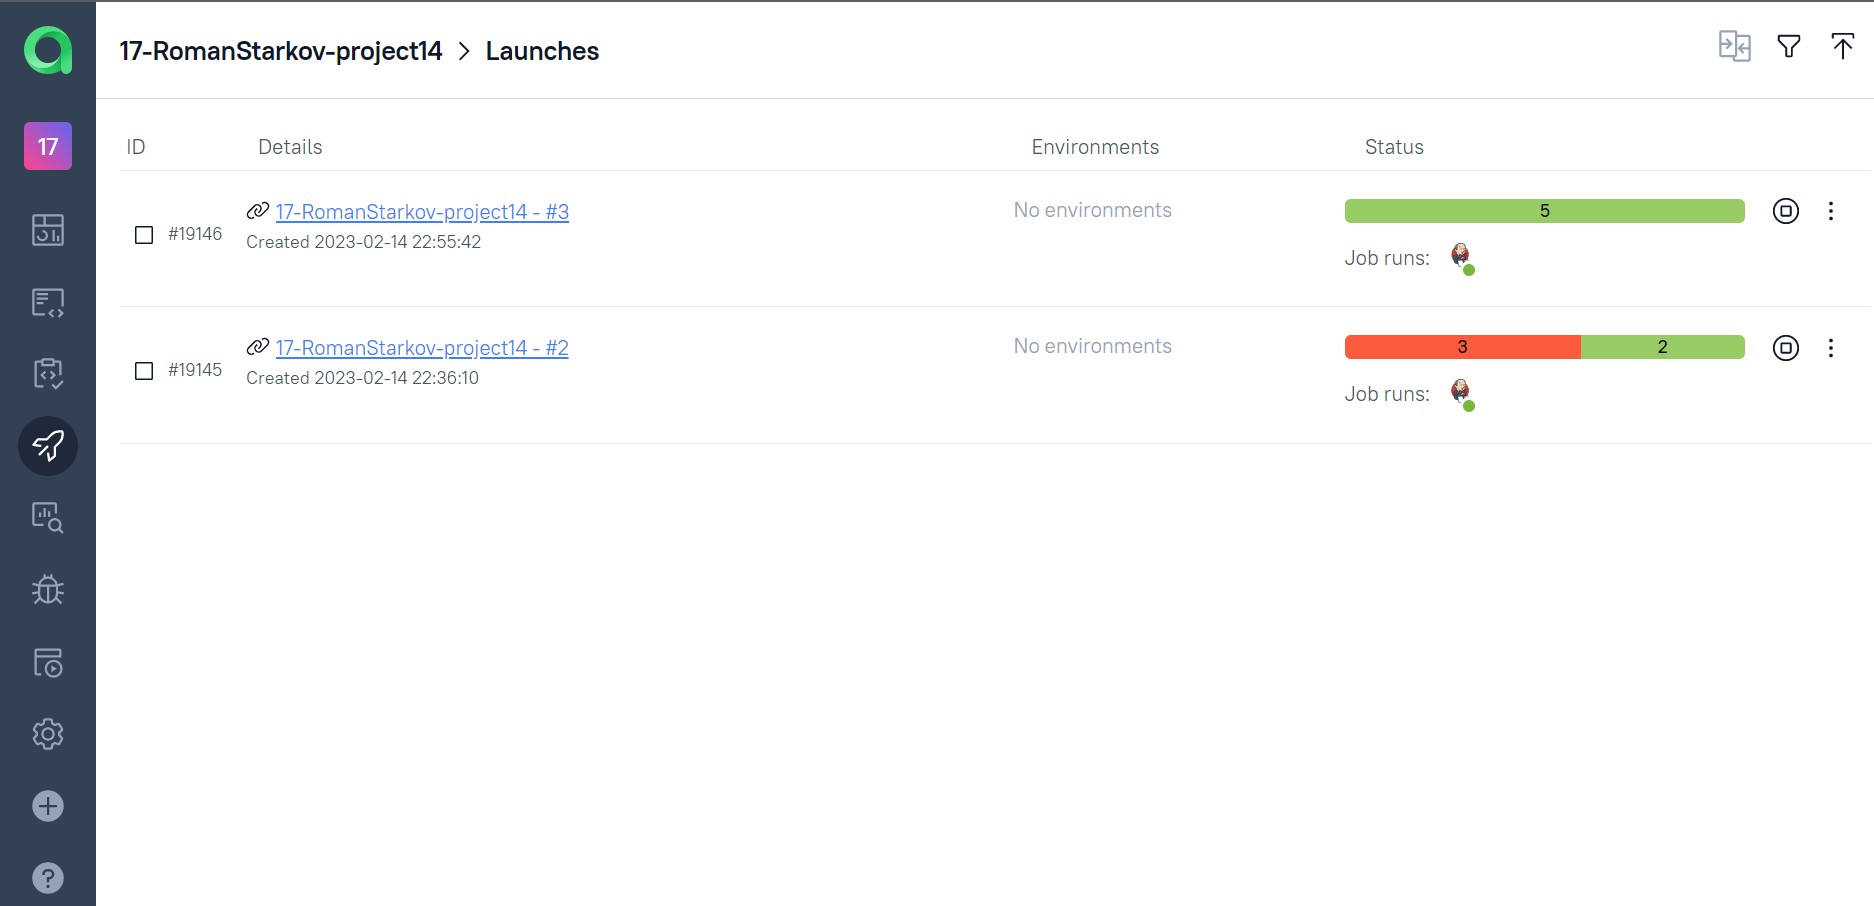 17-RomanStarkov-project14 > Launches
17
ID Details Environments Status
17-RomanStarkov-project14 - #3 No environments 5
#19146
Created 2023-02-14 22:55:42
Job runs:
17-RomanStarkov-project14 - #2 No environments 3 2
#19145
Created 2023-02-14 22:36:10
Job runs: